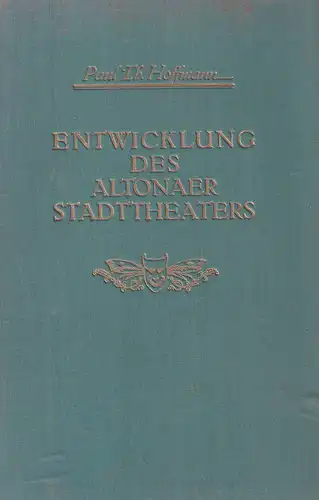 Paul Th. Hoffmann
ENTWICKLUNG
DES
ALTONAER
STADTTHEATERS